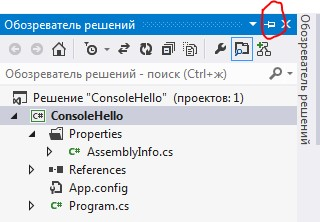 Обозреватель решений
Обозреватель решений - поиск (Ctrl+ж)
Решение "ConsoleHello" (проектов: 1)
C# ConsoleHello
Properties
C# AssemblyInfo.cs
References
App.config
C# Program.cs
Обозреватель решений